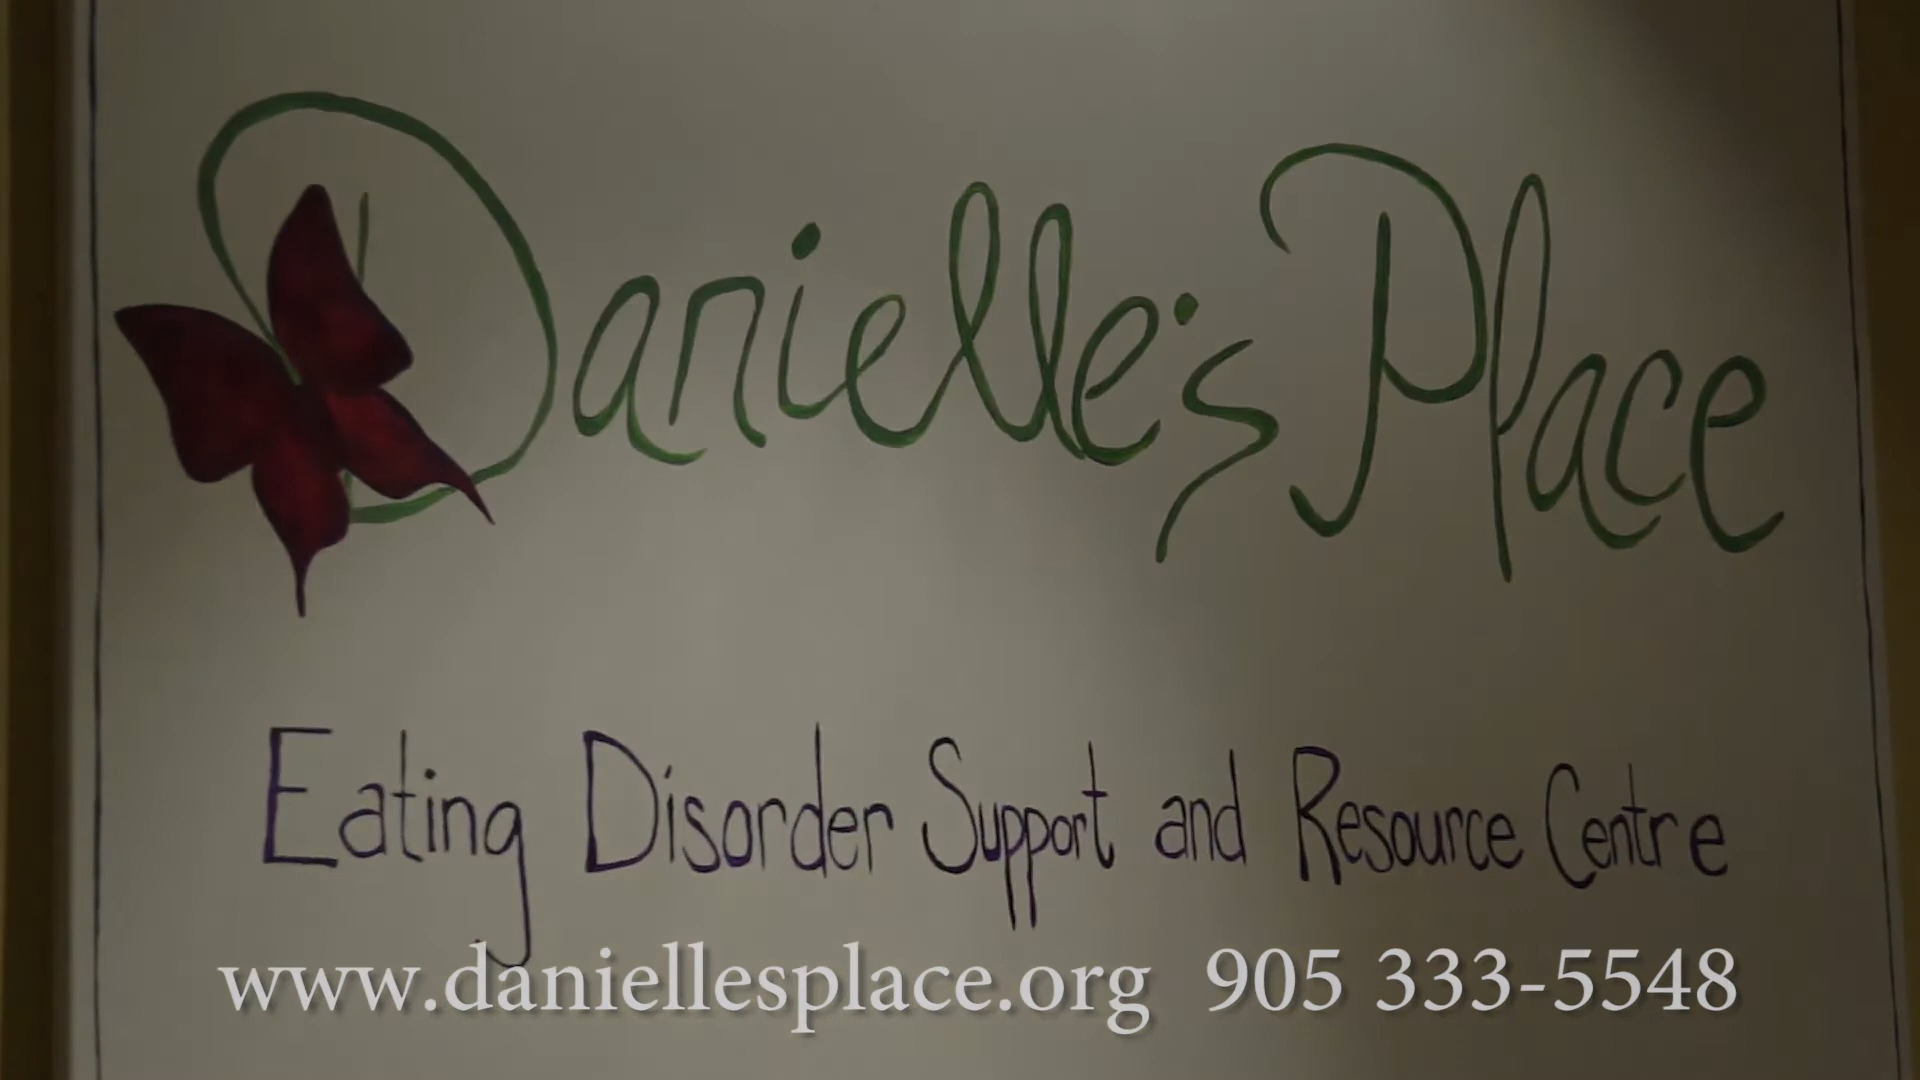 Danielle's Place
Eating Disorder Support and Resource Centre
www.daniellesplace.org 905 333-5548